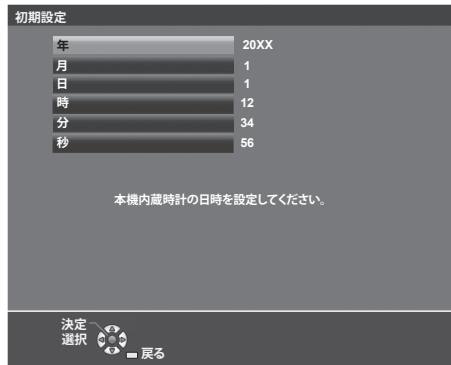 初期設定
年 20XX
月 1
日 1
時 12
分 34
秒 56
本機内蔵時計の日時を設定してください。
決定
選択
戻る